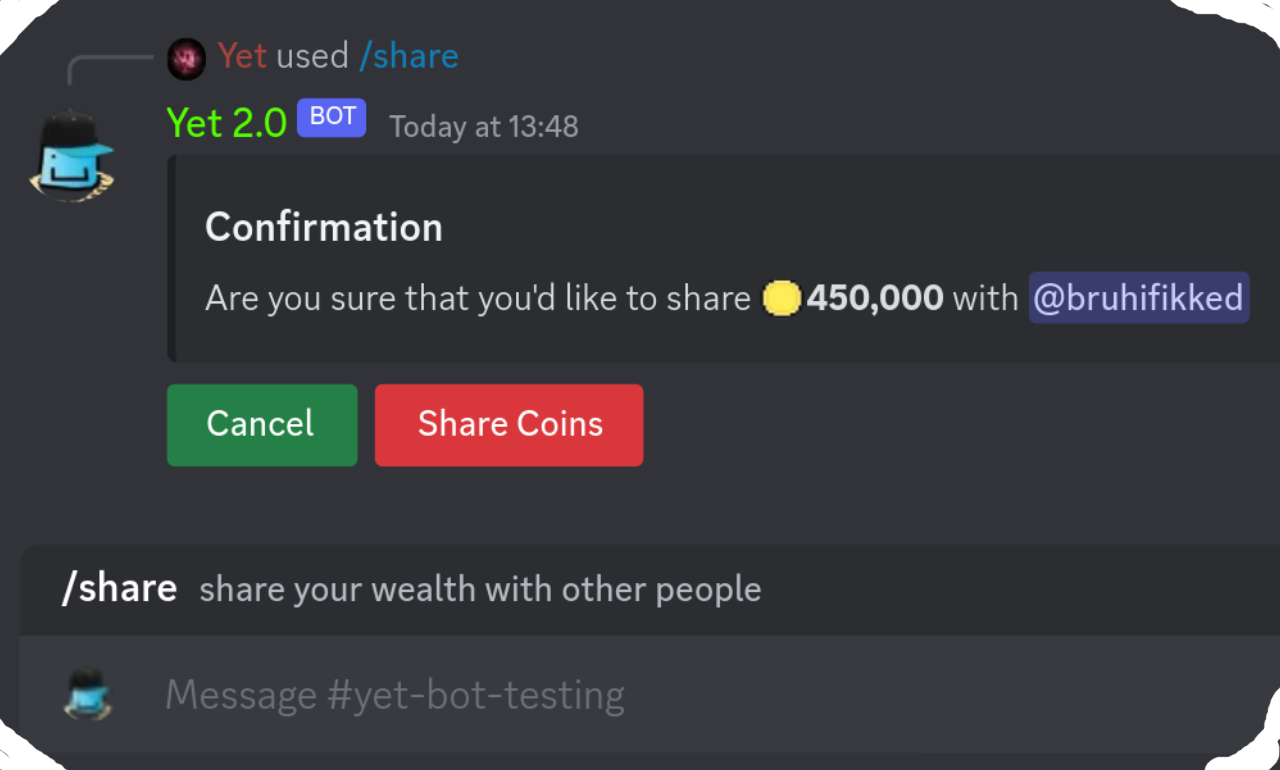 Yet used /share
Yet 2.0 BOT Today at 13:48
Confirmation
Are you sure that you'd like to share 450,000 with @bruhifikked
Cancel Share Coins
/share share your wealth with other people
Message #yet-bot-testing